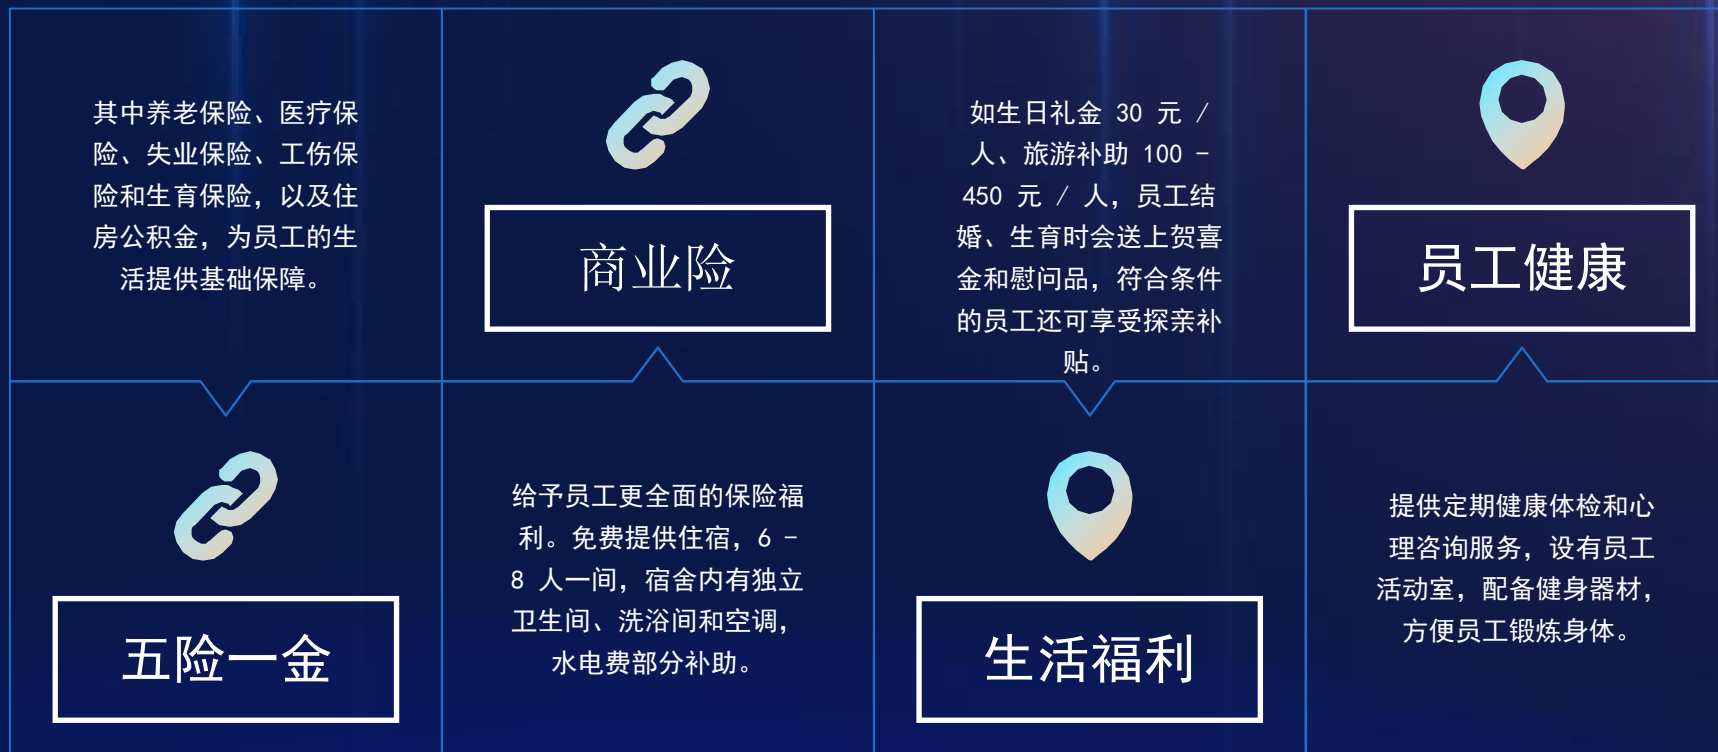 其中养老保险、医疗保
险、失业保险、工伤保
险和生育保险，以及住
房公积金，为员工的生
活提供基础保障。
五险一金
商业险
给予员工更全面的保险福
利。免费提供住宿，6 -
8 人一间，宿舍内有独立
卫生间、洗浴间和空调，
水电费部分补助。
如生日礼金 30 元 /
人、旅游补助 100 -
450 元 / 人，员工结
婚、生育时会送上贺喜
金和慰问品，符合条件
的员工还可享受探亲补
贴。
生活福利
员工健康
提供定期健康体检和心
理咨询服务，设有员工
活动室，配备健身器材，
方便员工锻炼身体。